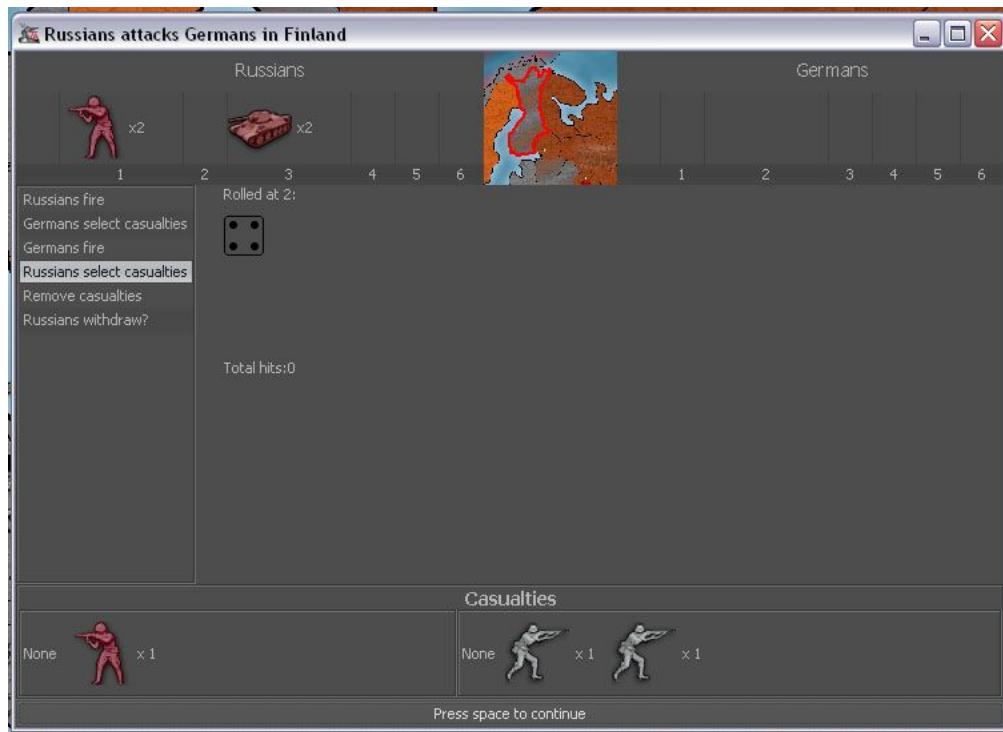 Russians attacks Germans in Finland
Russians
Germans
x2
x2
1 2 3 4 5 6
1 2 3 4 5 6
Russians fire
Germans select casualties
Germans fire
Russians select casualties
Remove casualties
Russians withdraw?
Rolled at 2:
Total hits:0
Casualties
None x 1
None x 1 x 1
Press space to continue